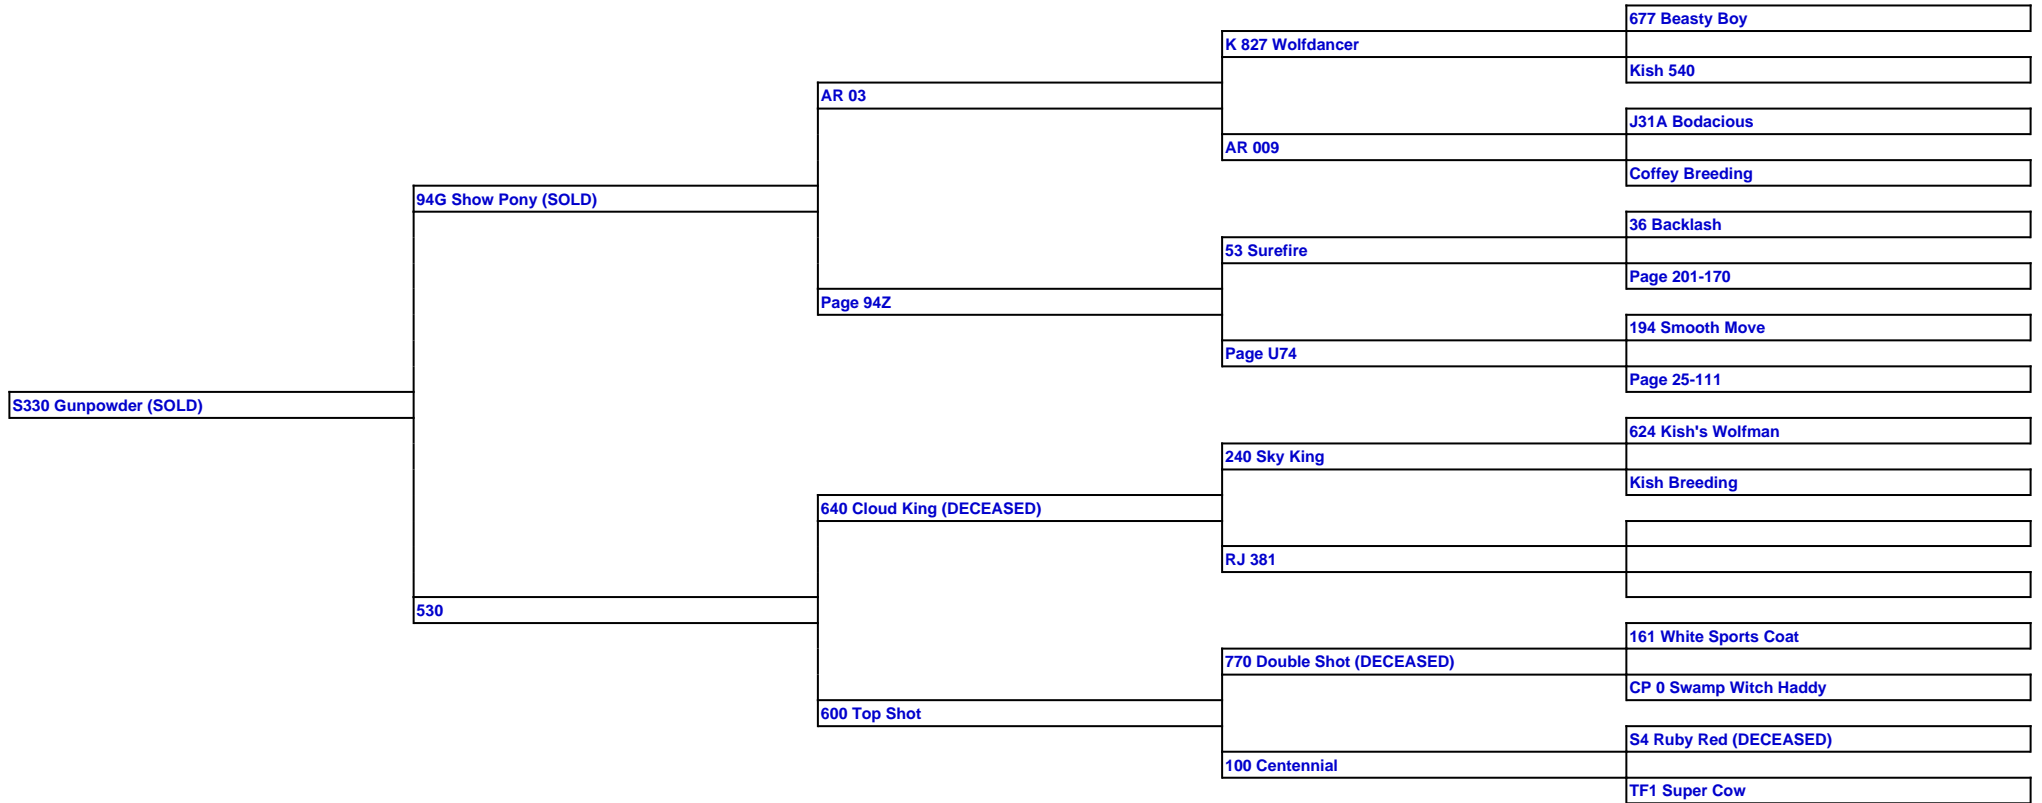 677 Beasty Boy
K 827 Wolfdancer
Kish 540
AR 03
J31A Bodacious
AR 009
Coffey Breeding
94G Show Pony (SOLD)
36 Backlash
53 Surefire
Page 201-170
Page 94Z
194 Smooth Move
Page U74
Page 25-111
S330 Gunpowder (SOLD)
624 Kish's Wolfman
240 Sky King
Kish Breeding
640 Cloud King (DECEASED)
RJ 381
530
161 White Sports Coat
770 Double Shot (DECEASED)
CP 0 Swamp Witch Haddy
600 Top Shot
S4 Ruby Red (DECEASED)
100 Centennial
TF1 Super Cow